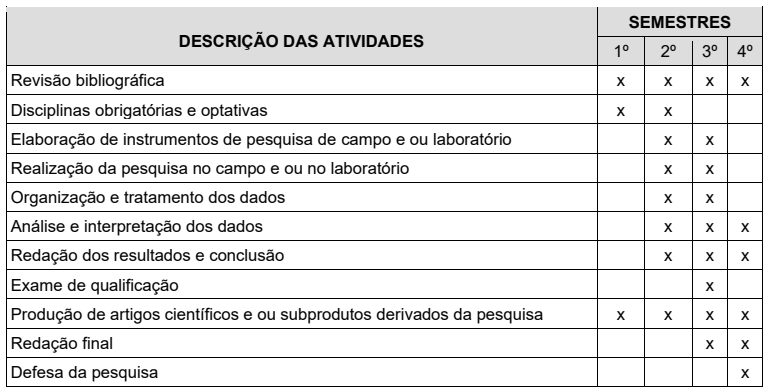 DESCRIÇÃO DAS ATIVIDADES SEMESTRES
1º 2º 3º 4º
Revisão bibliográfica x x x x
Disciplinas obrigatórias e optativas x x
Elaboração de instrumentos de pesquisa de campo e ou laboratório x x
Realização da pesquisa no campo e ou no laboratório x x
Organização e tratamento dos dados x x
Análise e interpretação dos dados x x x
Redação dos resultados e conclusão x x x
Exame de qualificação x
Produção de artigos científicos e ou subprodutos derivados da pesquisa x x x x
Redação final x x
Defesa da pesquisa x